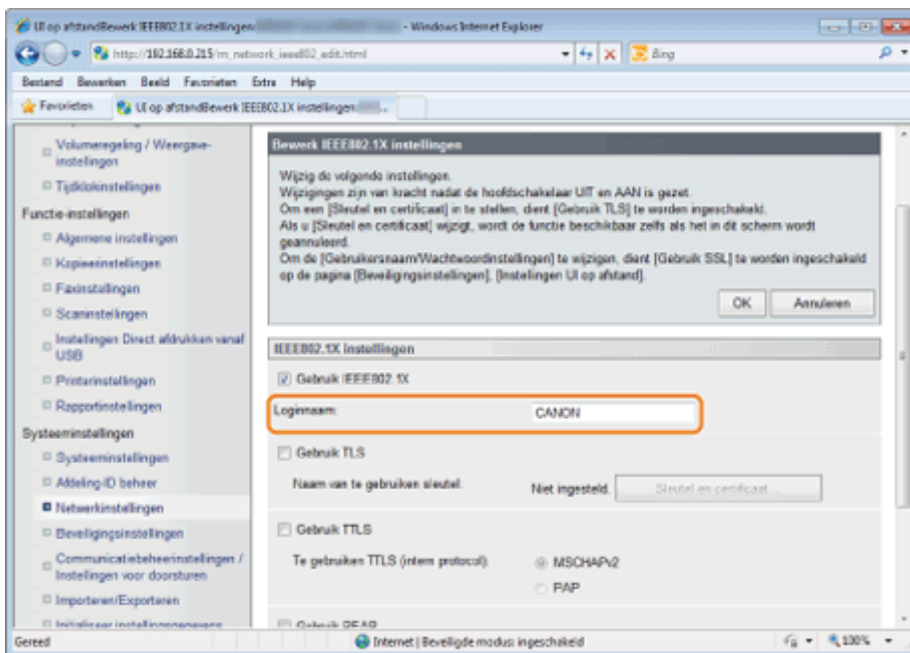 UI op afstandBewerk IEEE802.1X instellingen - Windows Internet Explorer
http://192.168.0.215/m_network_ieee802_edit.html
Bing
Bestand Bewerken Beeld Favorieten Extra Help
Favorieten UI op afstandBewerk IEEE802.1X instellingen
Volumeregeling / Weergave-
instellingen
Tijdklokinstellingen
Functie-instellingen
Algemene instellingen
Kopieerinstellingen
Faxinstellingen
Scaninstellingen
Instellingen Direct afdrukken vanaf
USB
Printerinstellingen
Rapportinstellingen
Systeeminstellingen
Systeeminstellingen
Afdeling-ID beheer
Netwerkinstellingen
Beveiligingsinstellingen
Communicatiebeheerinstellingen /
Instellingen voor doorsturen
Importeren/Exporteren
Initialiseer instellingsgegevens
Bewerk IEEE802.1X instellingen
Wijzig de volgende instellingen.
Wijzigingen zijn van kracht nadat de hoofdschakelaar UIT en AAN is gezet.
Om een [Sleutel en certificaat] in te stellen, dient [Gebruik TLS] te worden ingeschakeld.
Als u [Sleutel en certificaat] wijzigt, wordt de functie beschikbaar zelfs als het in dit scherm wordt
geannuleerd.
Om de [Gebruikersnaam/Wachtwoordinstellingen] te wijzigen, dient [Gebruik SSL] te worden ingeschakeld
op de pagina [Beveiligingsinstellingen], [Instellingen UI op afstand].
OK Annuleren
IEEE802.1X instellingen
Gebruik IEEE802.1X
Loginnaam: CANON
Gebruik TLS
Naam van te gebruiken sleutel: Niet ingesteld. Sleutel en certificaat...
Gebruik TTLS
Te gebruiken TTLS (intern protocol): MSCHAPv2
PAP
Gebruik PEAP
Gereed Internet | Beveiligde modus: ingeschakeld 100%